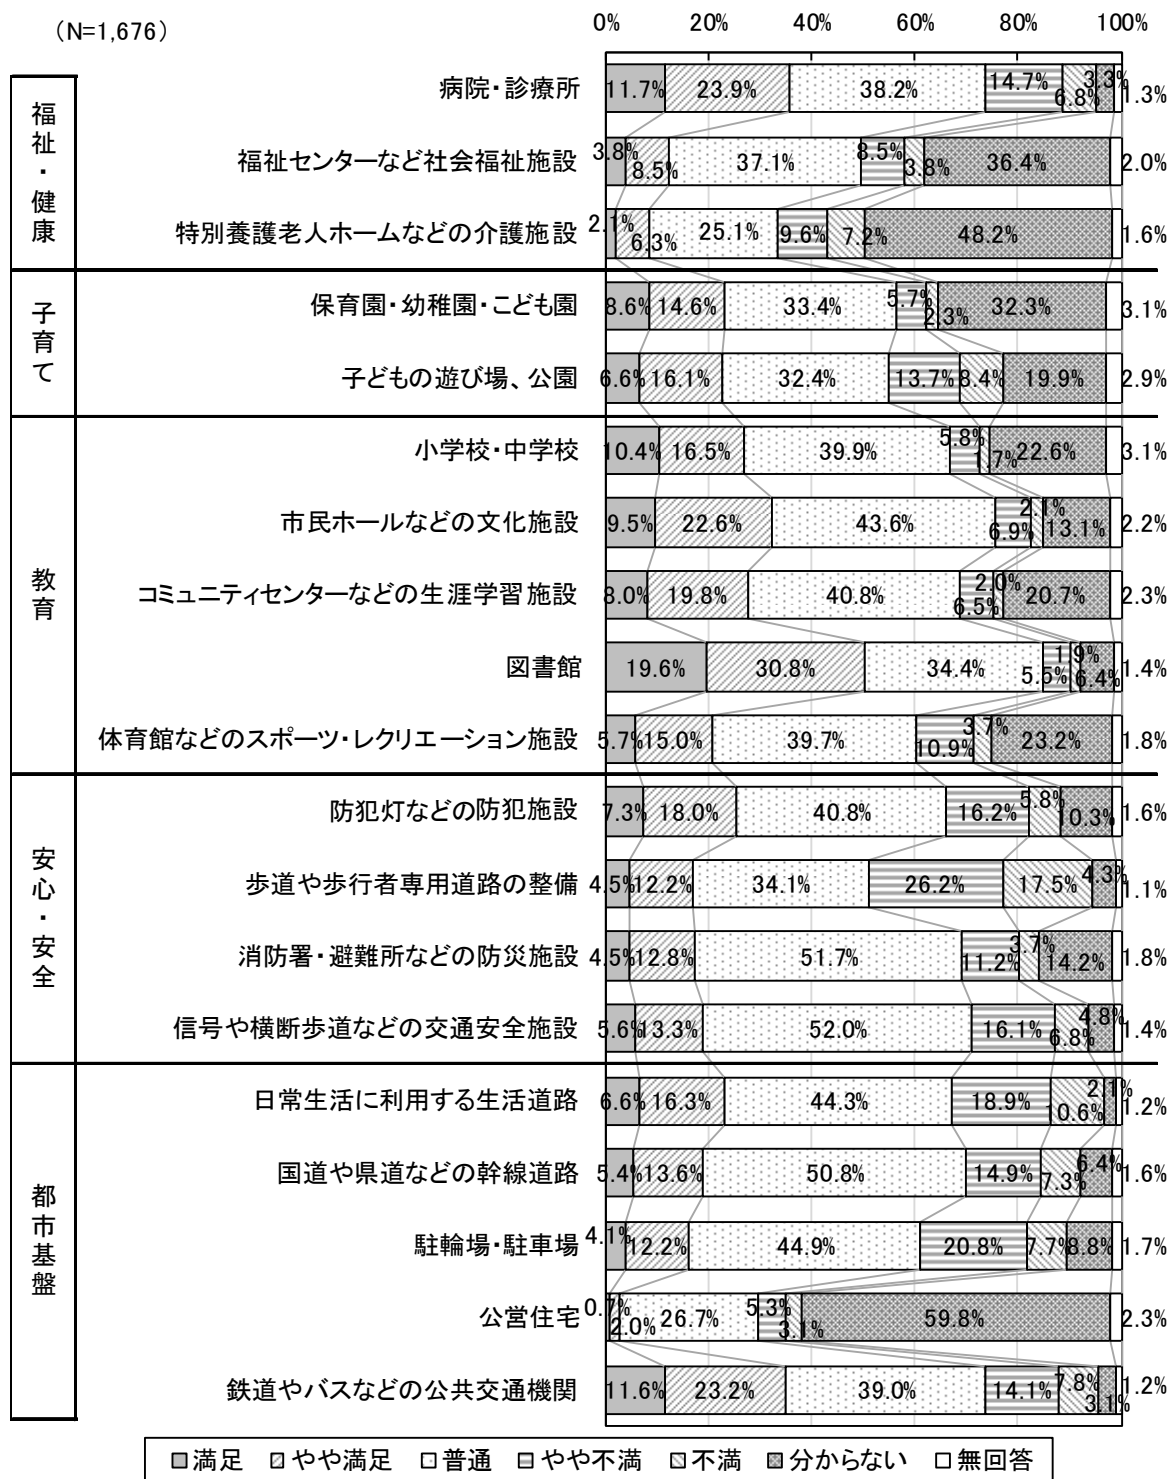 (N=1,676)
0% 20% 40% 60% 80% 100%
福祉・健康
病院・診療所 11.7% 23.9% 38.2% 14.7% 6.8% 3.3% 1.3%
福祉センターなど社会福祉施設 3.8% 8.5% 37.1% 8.5% 3.8% 36.4% 2.0%
特別養護老人ホームなどの介護施設 2.1% 6.3% 25.1% 9.6% 7.2% 48.2% 1.6%
子育て
保育園・幼稚園・こども園 8.6% 14.6% 33.4% 5.7% 2.3% 32.3% 3.1%
子どもの遊び場、公園 6.6% 16.1% 32.4% 13.7% 8.4% 19.9% 2.9%
教育
小学校・中学校 10.4% 16.5% 39.9% 5.8% 1.7% 22.6% 3.1%
市民ホールなどの文化施設 9.5% 22.6% 43.6% 6.9% 2.1% 13.1% 2.2%
コミュニティセンターなどの生涯学習施設 8.0% 19.8% 40.8% 6.5% 2.0% 20.7% 2.3%
図書館 19.6% 30.8% 34.4% 5.5% 1.9% 6.4% 1.4%
体育館などのスポーツ・レクリエーション施設 5.7% 15.0% 39.7% 10.9% 3.7% 23.2% 1.8%
安心・安全
防犯灯などの防犯施設 7.3% 18.0% 40.8% 16.2% 5.8% 10.3% 1.6%
歩道や歩行者専用道路の整備 4.5% 12.2% 34.1% 26.2% 17.5% 4.3% 1.1%
消防署・避難所などの防災施設 4.5% 12.8% 51.7% 11.2% 3.7% 14.2% 1.8%
信号や横断歩道などの交通安全施設 5.6% 13.3% 52.0% 16.1% 6.8% 4.8% 1.4%
都市基盤
日常生活に利用する生活道路 6.6% 16.3% 44.3% 18.9% 10.6% 2.1% 1.2%
国道や県道などの幹線道路 5.4% 13.6% 50.8% 14.9% 7.3% 6.4% 1.6%
駐輪場・駐車場 4.1% 12.2% 44.9% 20.8% 7.7% 8.8% 1.7%
公営住宅 0.7% 2.0% 26.7% 5.3% 3.1% 59.8% 2.3%
鉄道やバスなどの公共交通機関 11.6% 23.2% 39.0% 14.1% 7.8% 3.1% 1.2%
満足 やや満足 普通 やや不満 不満 分からない 無回答